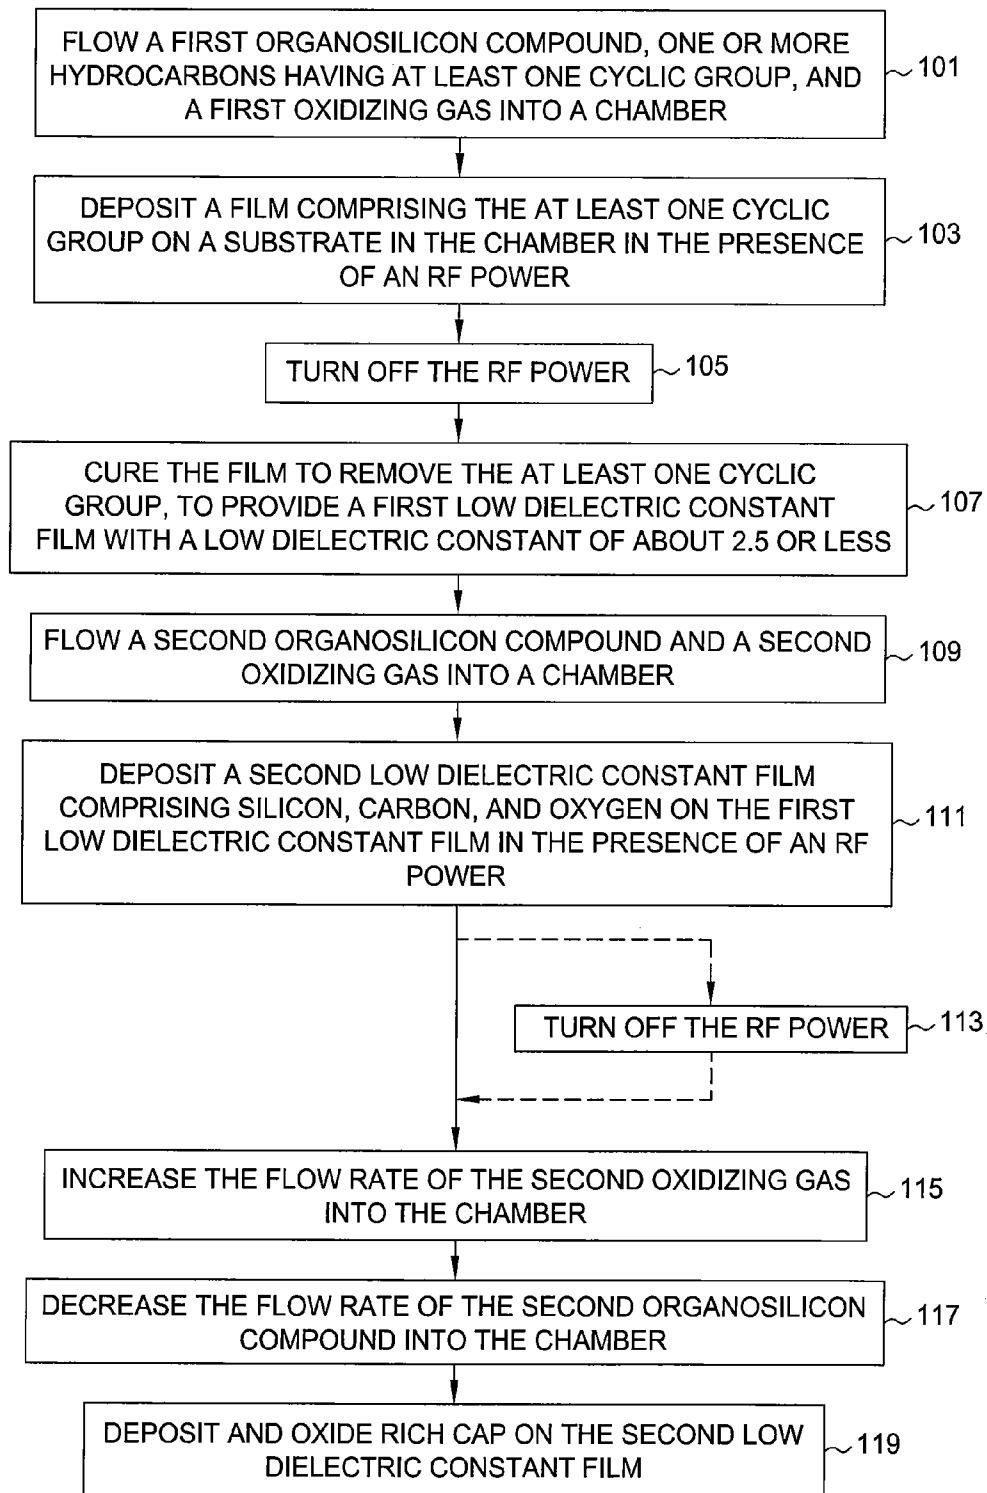 FLOW A FIRST ORGANOSILICON COMPOUND, ONE OR MORE
HYDROCARBONS HAVING AT LEAST ONE CYCLIC GROUP, AND
A FIRST OXIDIZING GAS INTO A CHAMBER
101
DEPOSIT A FILM COMPRISING THE AT LEAST ONE CYCLIC
GROUP ON A SUBSTRATE IN THE CHAMBER IN THE PRESENCE
OF AN RF POWER
103
TURN OFF THE RF POWER
105
CURE THE FILM TO REMOVE THE AT LEAST ONE CYCLIC
GROUP, TO PROVIDE A FIRST LOW DIELECTRIC CONSTANT
FILM WITH A LOW DIELECTRIC CONSTANT OF ABOUT 2.5 OR LESS
107
FLOW A SECOND ORGANOSILICON COMPOUND AND A SECOND
OXIDIZING GAS INTO A CHAMBER
109
DEPOSIT A SECOND LOW DIELECTRIC CONSTANT FILM
COMPRISING SILICON, CARBON, AND OXYGEN ON THE FIRST
LOW DIELECTRIC CONSTANT FILM IN THE PRESENCE OF AN RF
POWER
111
TURN OFF THE RF POWER
113
INCREASE THE FLOW RATE OF THE SECOND OXIDIZING GAS
INTO THE CHAMBER
115
DECREASE THE FLOW RATE OF THE SECOND ORGANOSILICON
COMPOUND INTO THE CHAMBER
117
DEPOSIT AND OXIDE RICH CAP ON THE SECOND LOW
DIELECTRIC CONSTANT FILM
119